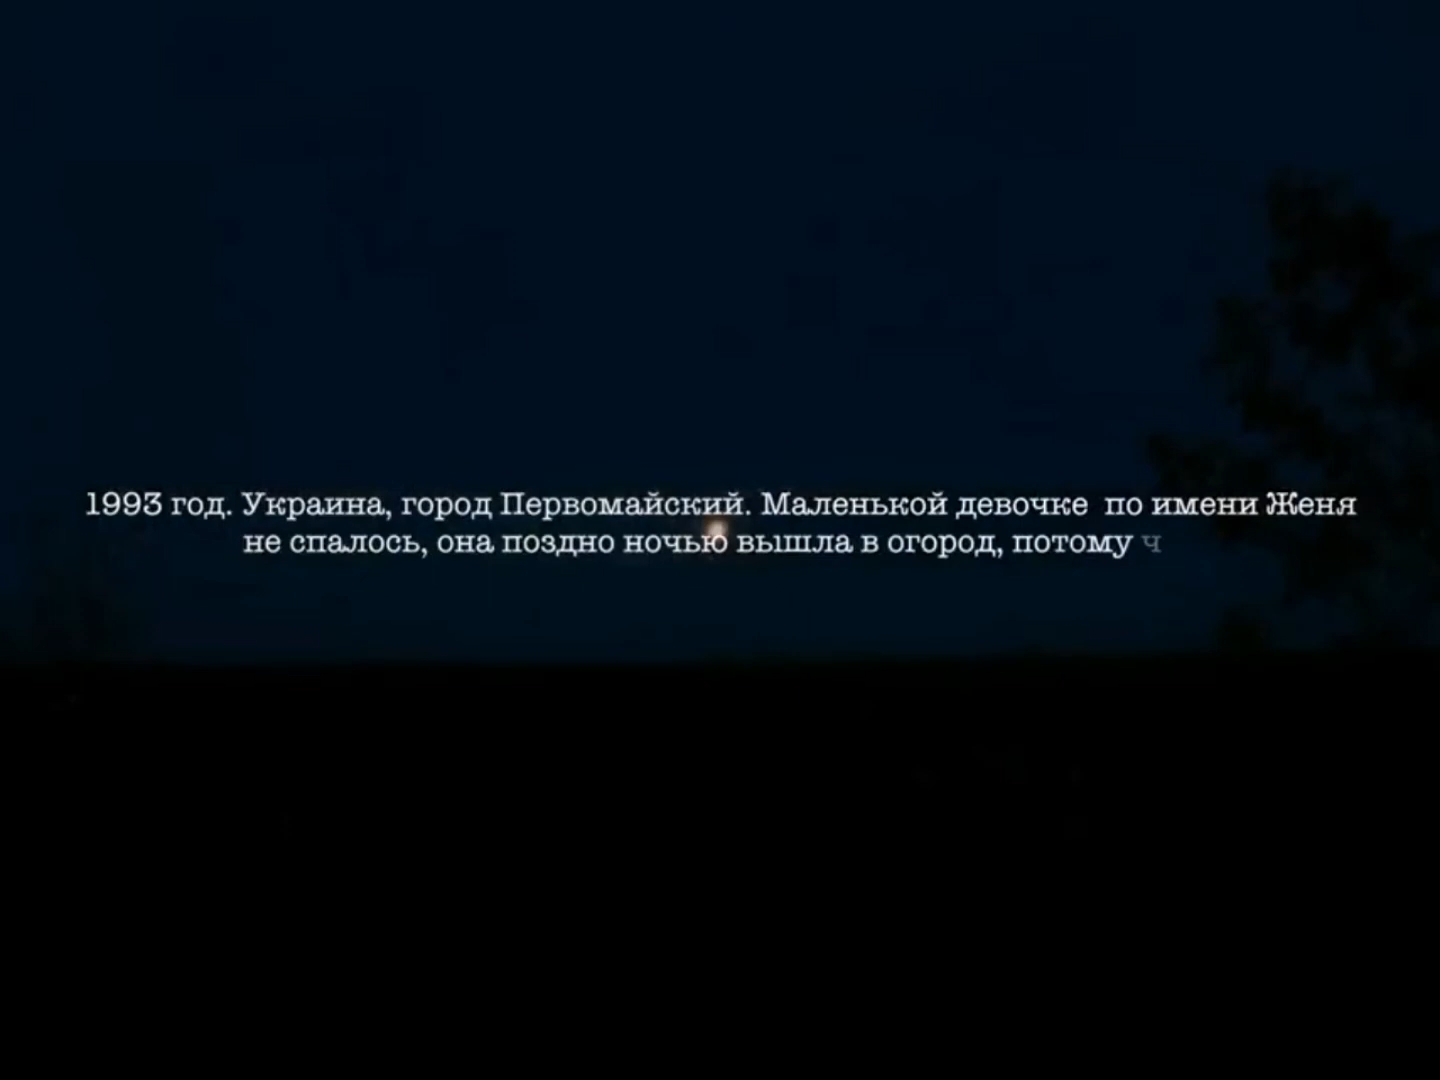 1993 год. Украина, город Первомайский. Маленькой девочке по имени Женя
не спалось, она поздно ночью вышла в огород, потому ч